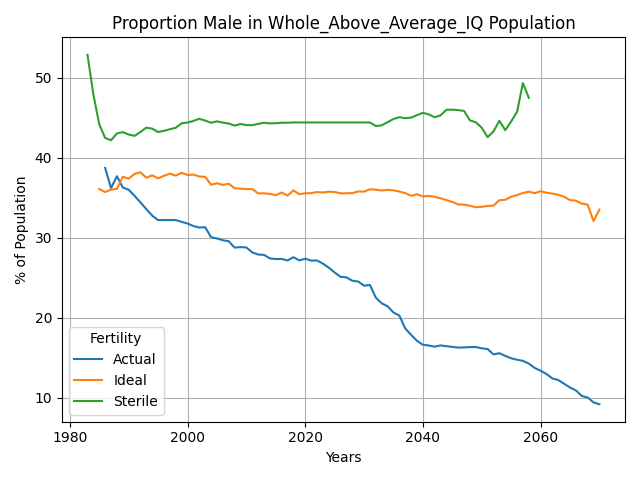 Proportion Male in Whole_Above_Average_IQ Population
% of Population
50
40
30
20
10
Fertility
Actual
Ideal
Sterile
1980
2000
2020
2040
2060
Years